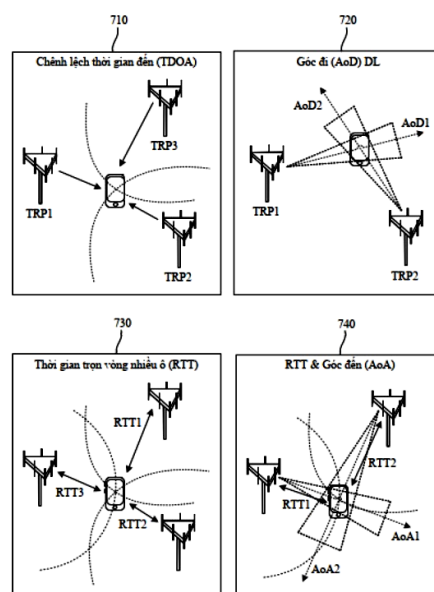 710
Chênh lệch thời gian đến (TDOA)
TRP3
TRP1
TRP2
720
Góc đi (AoD) DL
AoD2
AoD1
TRP1
TRP2
730
Thời gian trọn vòng nhiều ô (RTT)
RTT1
RTT3
RTT2
740
RTT & Góc đến (AoA)
RTT2
RTT1
AoA1
AoA2